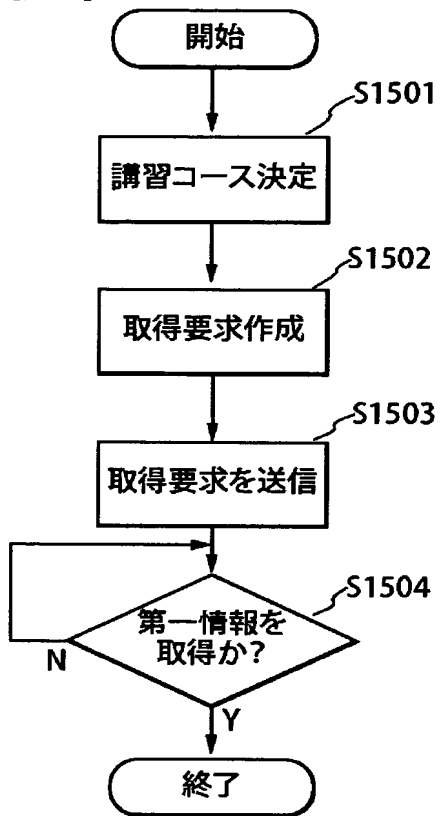 開始
S1501
講習コース決定
S1502
取得要求作成
S1503
取得要求を送信
S1504
第一情報を
取得か?
N
Y
終了